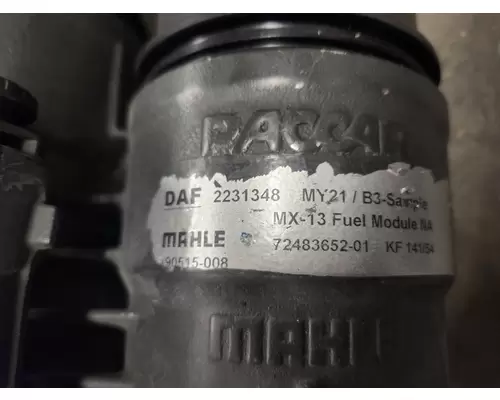 PACCAR
DAF 2231348 MY21 / B3-Sample
MX-13 Fuel Module NA
MAHLE 72483652-01 KF 141/54
90515-008
MAHLE